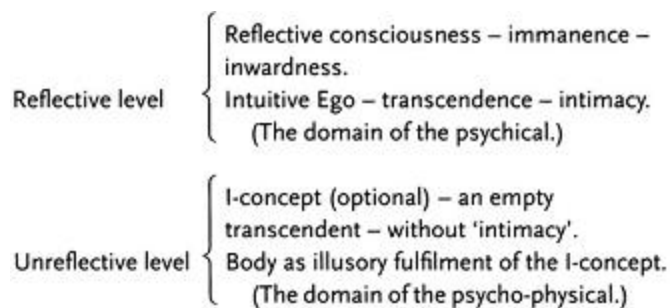 Reflective consciousness – immanence –
inwardness.
Reflective level
Intuitive Ego – transcendence – intimacy.
(The domain of the psychical.)
I-concept (optional) – an empty
transcendent – without ‘intimacy’.
Unreflective level
Body as illusory fulfilment of the I-concept.
(The domain of the psycho-physical.)